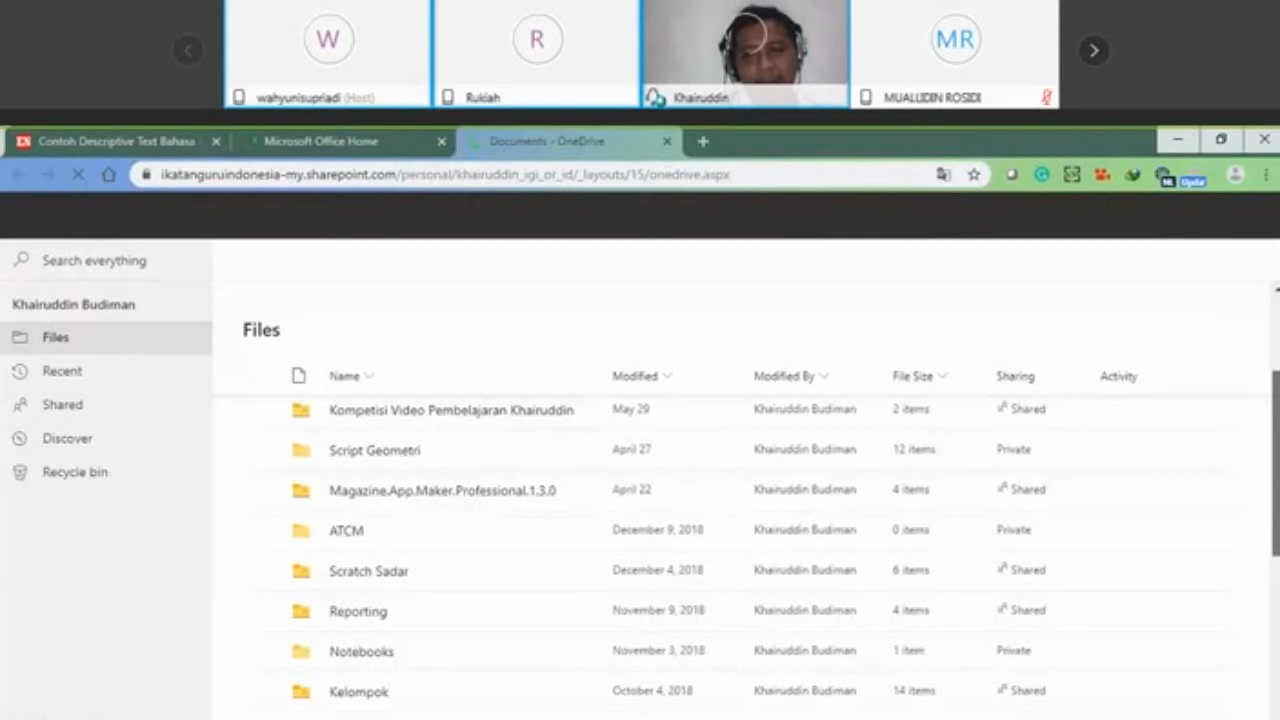 W
R
MR
wahyunisupriadi (Host)
Rukiah
Khairuddin
MUALLIDIN ROSIDI
Contoh Descriptive Text Bahasa
Microsoft Office Home
Documents - OneDrive
ikatanguruindonesia-my.sharepoint.com/personal/khairuddin_igi_or_id/_layouts/15/onedrive.aspx
Search everything
Khairuddin Budiman
Files
Recent
Shared
Discover
Recycle bin
Files
Name Modified Modified By File Size Sharing Activity
Kompetisi Video Pembelajaran Khairuddin May 29 Khairuddin Budiman 2 items Shared
Script Geometri April 27 Khairuddin Budiman 12 items Private
Magazine.App.Maker.Professional.1.3.0 April 22 Khairuddin Budiman 4 items Shared
ATCM December 9, 2018 Khairuddin Budiman 0 items Private
Scratch Sadar December 4, 2018 Khairuddin Budiman 6 items Shared
Reporting November 9, 2018 Khairuddin Budiman 4 items Shared
Notebooks November 3, 2018 Khairuddin Budiman 1 item Private
Kelompok October 4, 2018 Khairuddin Budiman 14 items Shared